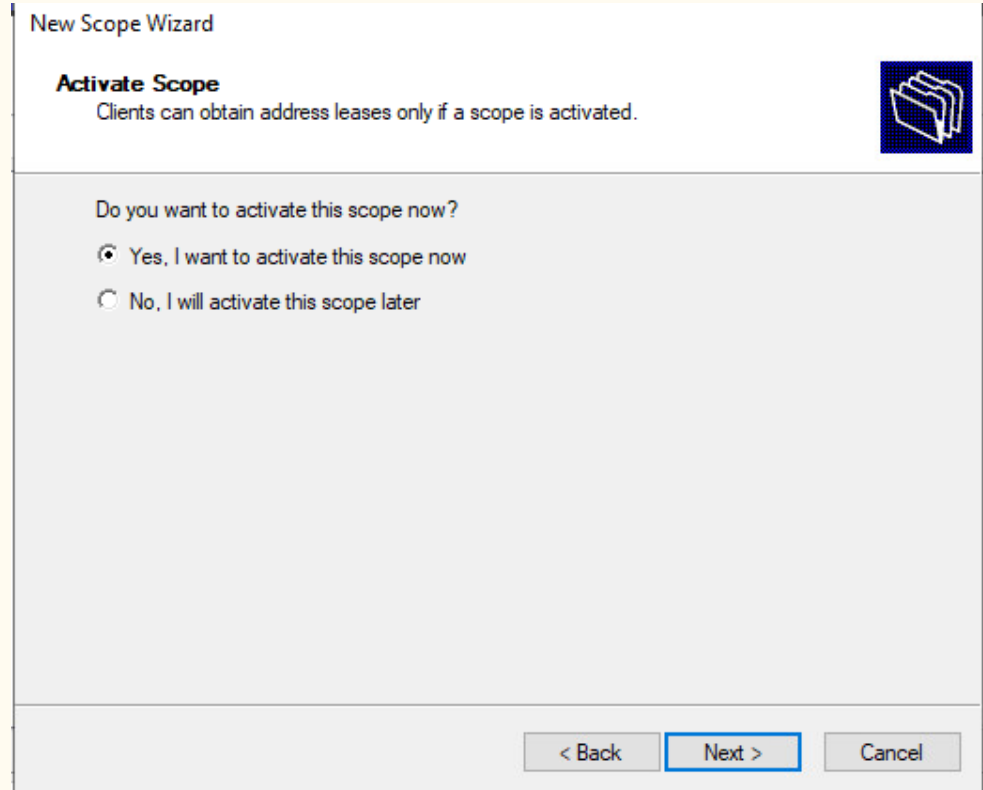 New Scope Wizard
Activate Scope
Clients can obtain address leases only if a scope is activated.
Do you want to activate this scope now?
Yes, I want to activate this scope now
No, I will activate this scope later
< Back Next > Cancel